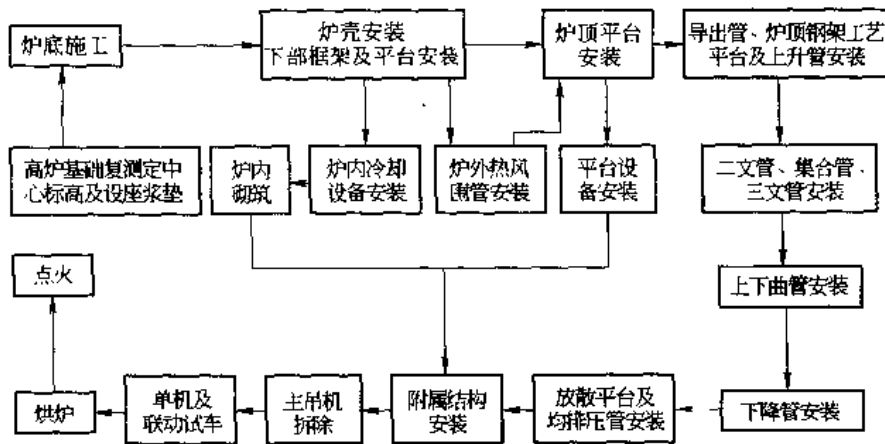 炉底施工
炉壳安装
下部框架及平台安装
炉顶平台
安装
导出管、炉顶钢架工艺
平台及上升管安装
高炉基础复测定中
心标高及设座浆垫
炉内
砌筑
炉内冷却
设备安装
炉外热风
围管安装
平台设
备安装
二文管、集合管、
三文管安装
点火
上下曲管安装
烘炉
单机及
联动试车
主吊机
拆除
附属结构
安装
放散平台及
均排压管安装
下降管安装